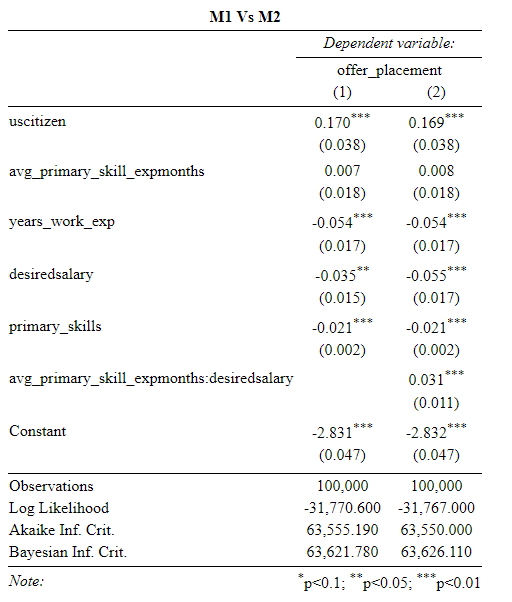 M1 Vs M2
Dependent variable:
offer_placement
(1) (2)
uscitizen 0.170*** 0.169***
(0.038) (0.038)
avg_primary_skill_expmonths 0.007 0.008
(0.018) (0.018)
years_work_exp -0.054*** -0.054***
(0.017) (0.017)
desiredsalary -0.035** -0.055***
(0.015) (0.017)
primary_skills -0.021*** -0.021***
(0.002) (0.002)
avg_primary_skill_expmonths:desiredsalary 0.031***
(0.011)
Constant -2.831*** -2.832***
(0.047) (0.047)
Observations 100,000 100,000
Log Likelihood -31,770.600 -31,767.000
Akaike Inf. Crit. 63,555.190 63,550.000
Bayesian Inf. Crit. 63,621.780 63,626.110
Note: *p<0.1; **p<0.05; ***p<0.01